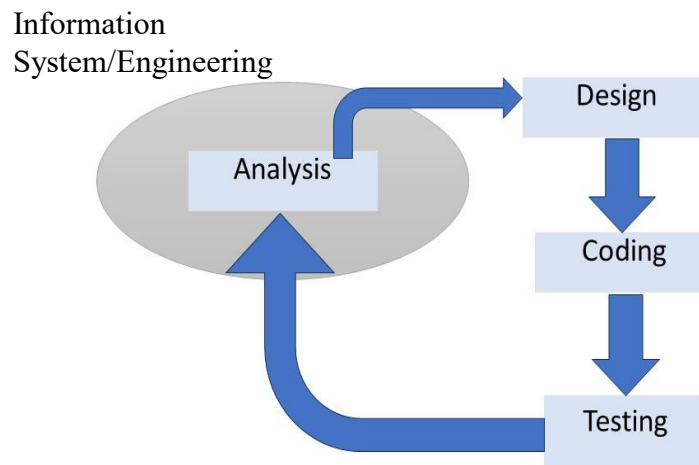 Information
System/Engineering
Design
Analysis
Coding
Testing